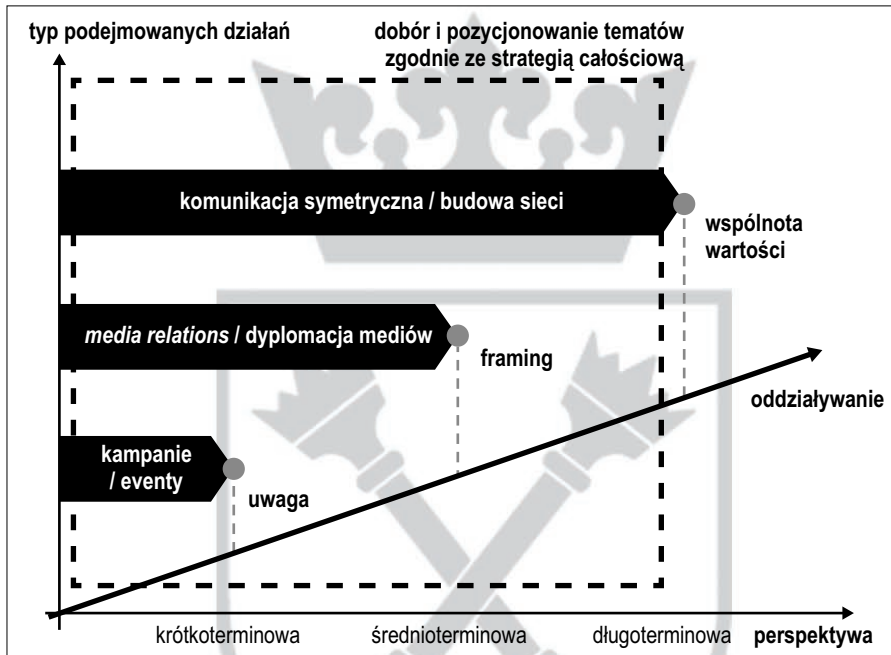 typ podejmowanych działań
dobór i pozycjonowanie tematów
zgodnie ze strategią całościową
komunikacja symetryczna / budowa sieci
wspólnota
wartości
media relations / dyplomacja mediów
framing
oddziaływanie
kampanie
/ eventy
uwaga
krótkoterminowa
średnioterminowa
długoterminowa
perspektywa